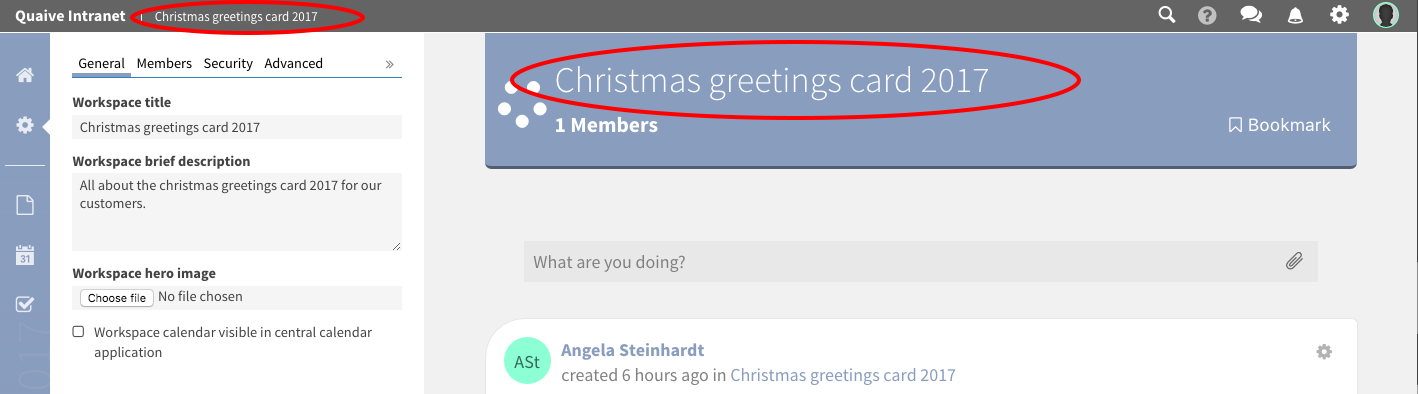 Quaive Intranet Christmas greetings card 2017
General Members Security Advanced »
Workspace title
Christmas greetings card 2017
Workspace brief description
All about the christmas greetings card 2017 for our
customers.
Workspace hero image
Choose file No file chosen
Workspace calendar visible in central calendar
application
31
2017
Christmas greetings card 2017
1 Members
Bookmark
What are you doing?
ASt
Angela Steinhardt
created 6 hours ago in Christmas greetings card 2017